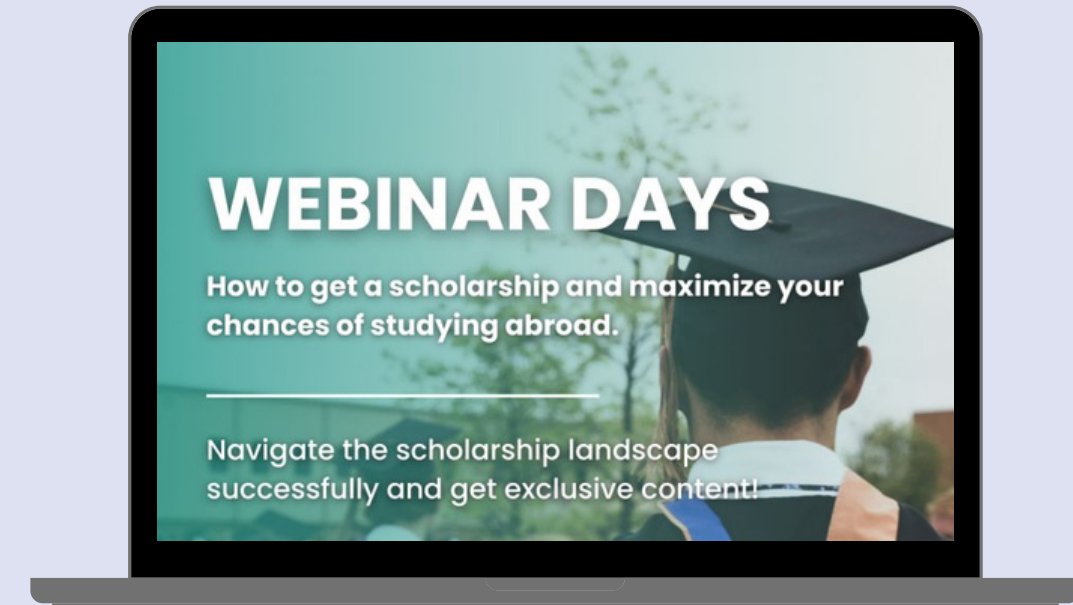 WEBINAR DAYS
How to get a scholarship and maximize your
chances of studying abroad.
Navigate the scholarship landscape
successfully and get exclusive content!